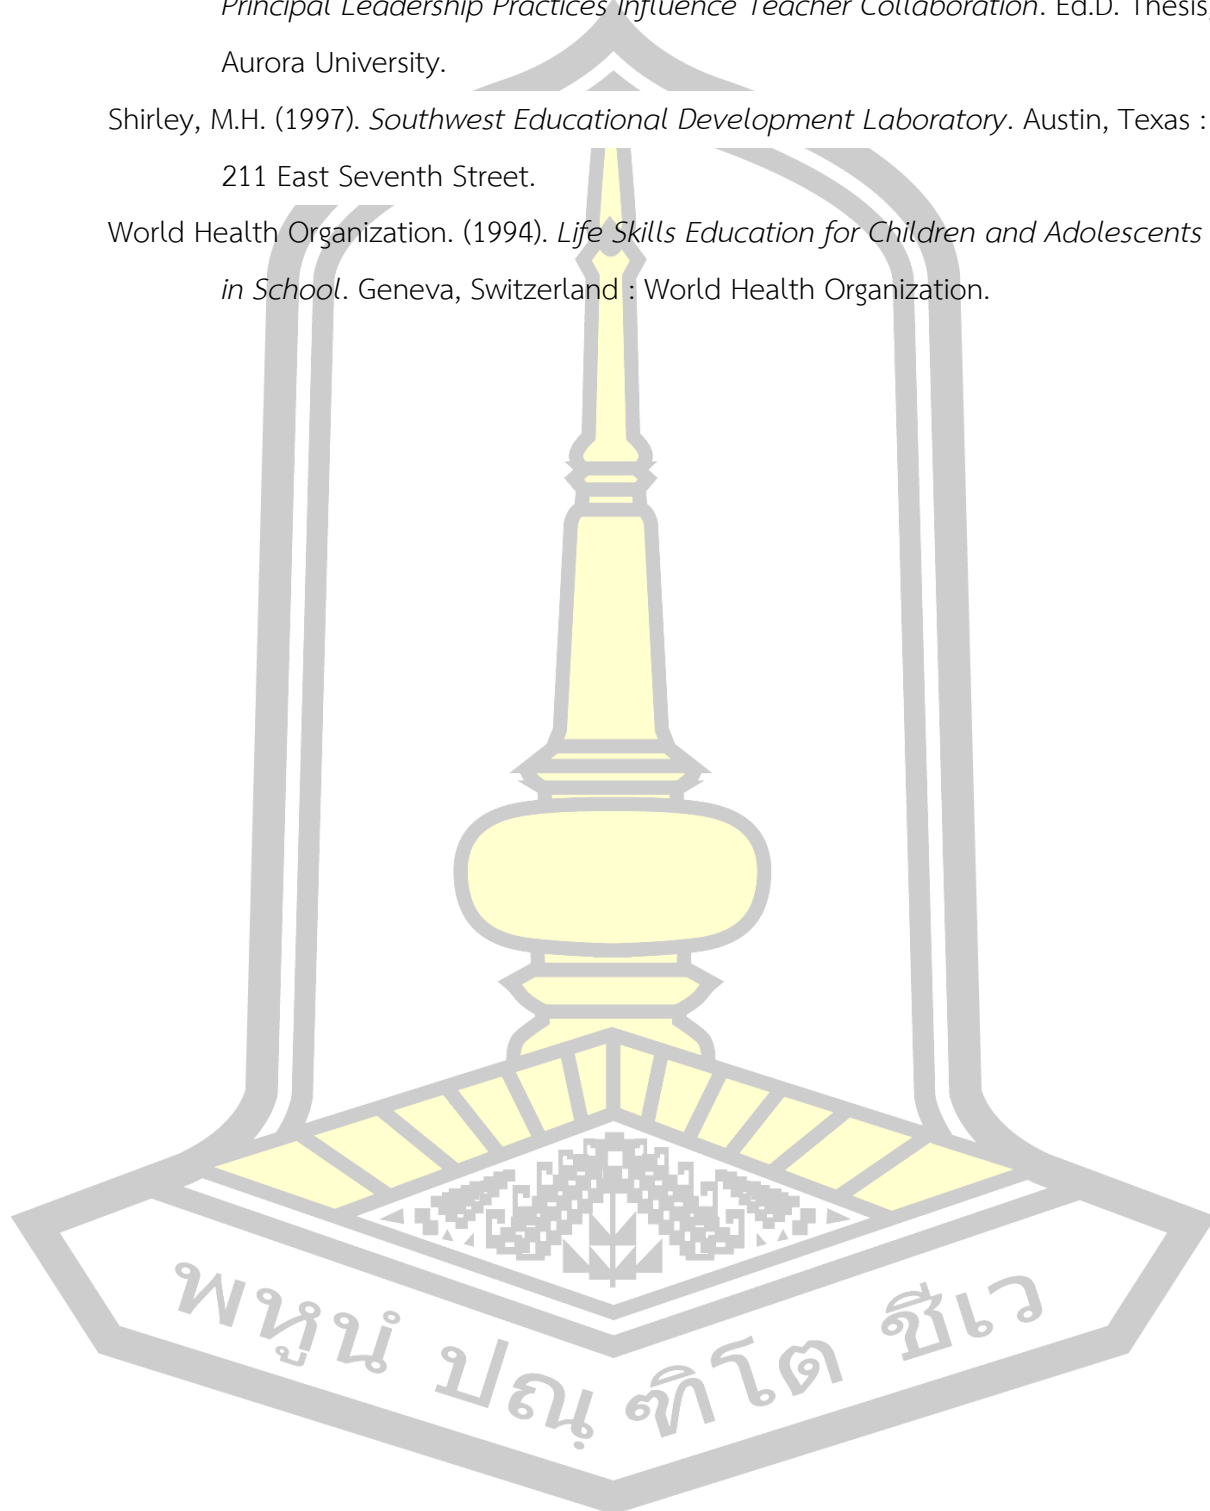 Principal Leadership Practices Influence Teacher Collaboration. Ed.D. Thesis,
Aurora University.
Shirley, M.H. (1997). Southwest Educational Development Laboratory. Austin, Texas :
211 East Seventh Street.
World Health Organization. (1994). Life Skills Education for Children and Adolescents
in School. Geneva, Switzerland : World Health Organization.
พหูนํ ปณฺฑิโต ชีเว